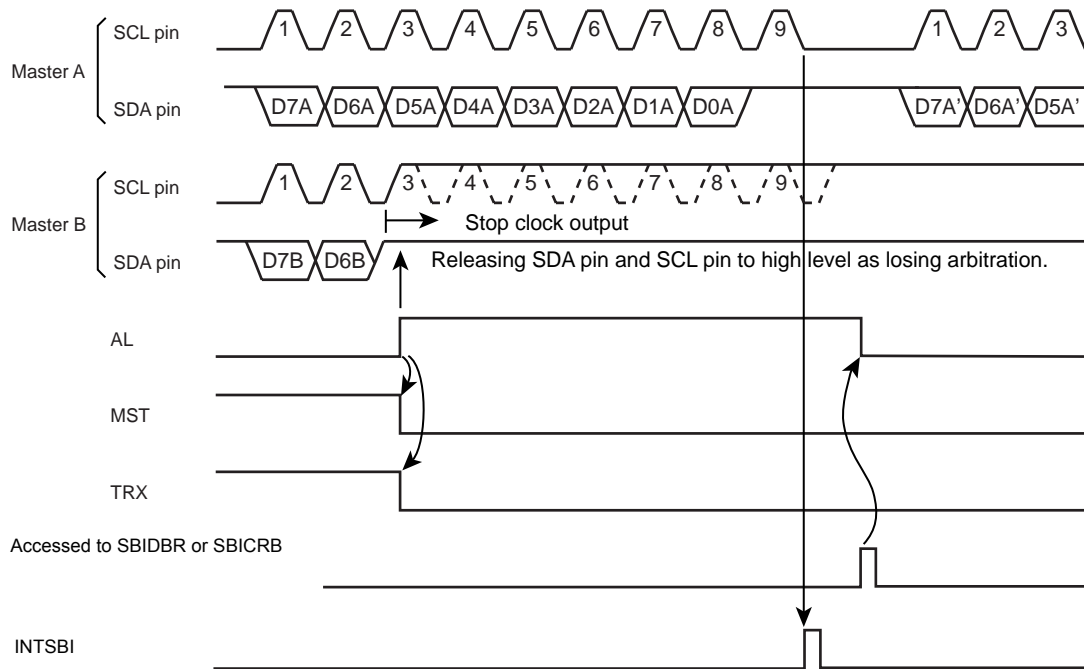 Master A
SCL pin
1 2 3 4 5 6 7 8 9 1 2 3
SDA pin
D7A D6A D5A D4A D3A D2A D1A D0A D7A' D6A' D5A'
Master B
SCL pin
1 2 3 4 5 6 7 8 9
Stop clock output
SDA pin
D7B D6B
Releasing SDA pin and SCL pin to high level as losing arbitration.
AL
MST
TRX
Accessed to SBIDBR or SBICRB
INTSBI